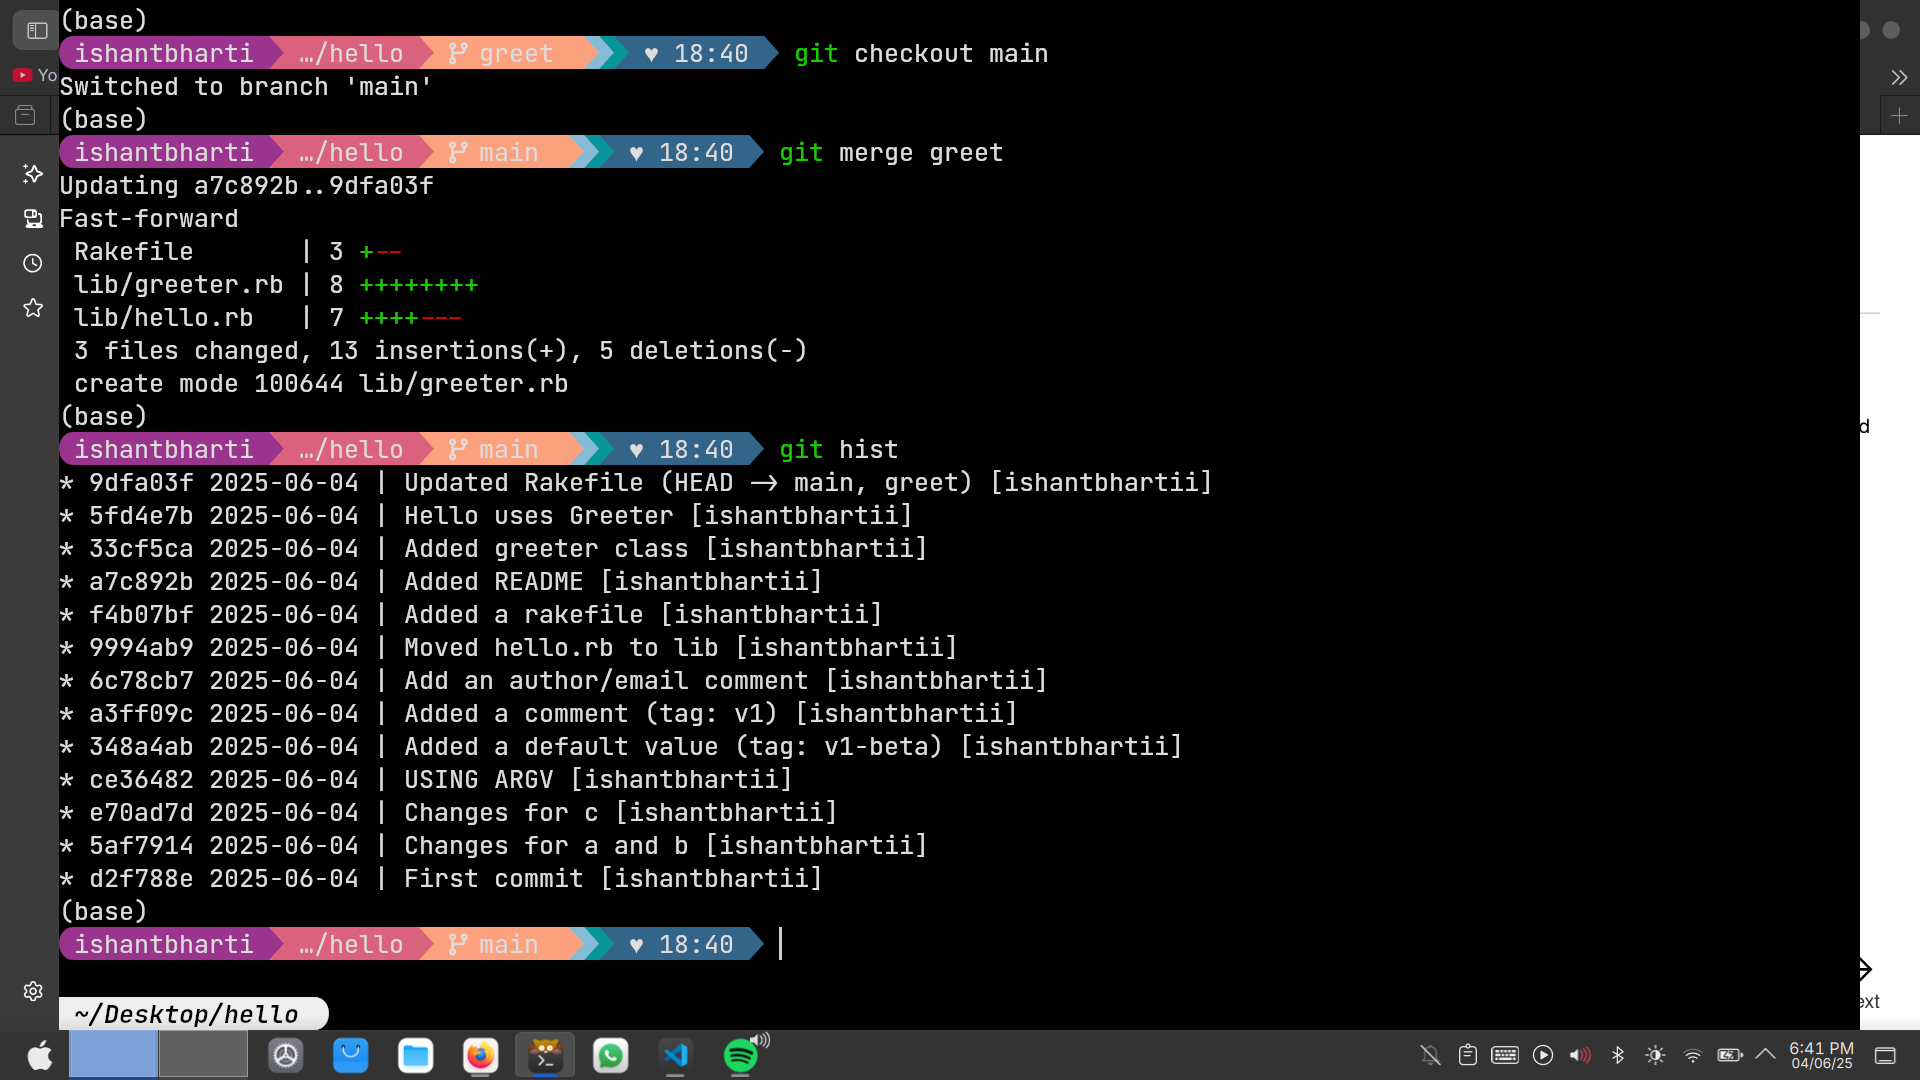 (base)
ishantbharti …/hello greet ♥ 18:40 git checkout main
Yo
Switched to branch 'main'
(base)
ishantbharti …/hello main ♥ 18:40 git merge greet
Updating a7c892b..9dfa03f
Fast-forward
Rakefile | 3 +--
lib/greeter.rb | 8 ++++++++
lib/hello.rb | 7 ++++---
3 files changed, 13 insertions(+), 5 deletions(-)
create mode 100644 lib/greeter.rb
(base)
d
ishantbharti …/hello main ♥ 18:40 git hist
* 9dfa03f 2025-06-04 | Updated Rakefile (HEAD -> main, greet) [ishantbhartii]
* 5fd4e7b 2025-06-04 | Hello uses Greeter [ishantbhartii]
* 33cf5ca 2025-06-04 | Added greeter class [ishantbhartii]
* a7c892b 2025-06-04 | Added README [ishantbhartii]
* f4b07bf 2025-06-04 | Added a rakefile [ishantbhartii]
* 9994ab9 2025-06-04 | Moved hello.rb to lib [ishantbhartii]
* 6c78cb7 2025-06-04 | Add an author/email comment [ishantbhartii]
* a3ff09c 2025-06-04 | Added a comment (tag: v1) [ishantbhartii]
* 348a4ab 2025-06-04 | Added a default value (tag: v1-beta) [ishantbhartii]
* ce36482 2025-06-04 | USING ARGV [ishantbhartii]
* e70ad7d 2025-06-04 | Changes for c [ishantbhartii]
* 5af7914 2025-06-04 | Changes for a and b [ishantbhartii]
* d2f788e 2025-06-04 | First commit [ishantbhartii]
(base)
ishantbharti …/hello main ♥ 18:40
ext
~/Desktop/hello
6:41 PM
04/06/25